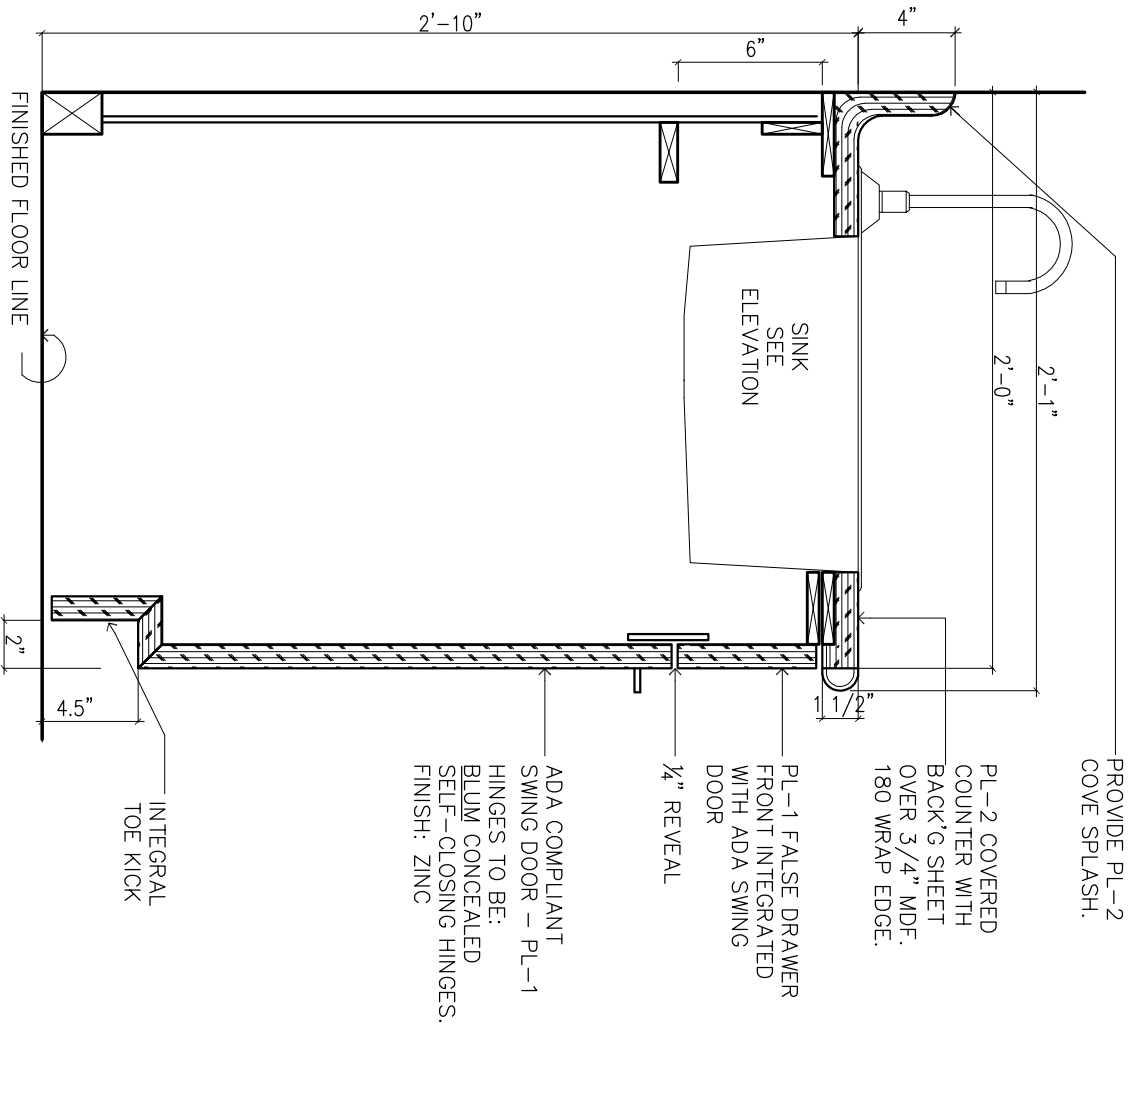 PROVIDE PL-2
COVE SPLASH.
4"
2'-10"
6"
2'-1"
2'-0"
1 1/2"
PL-2 COVERED
COUNTER WITH
BACK'G SHEET
OVER 3/4" MDF.
180 WRAP EDGE.
SINK
SEE
ELEVATION
PL-1 FALSE DRAWER
FRONT INTEGRATED
WITH ADA SWING
DOOR
¼" REVEAL
ADA COMPLIANT
SWING DOOR - PL-1
HINGES TO BE:
BLUM CONCEALED
SELF-CLOSING HINGES.
FINISH: ZINC
INTEGRAL
TOE KICK
4.5"
2"
FINISHED FLOOR LINE